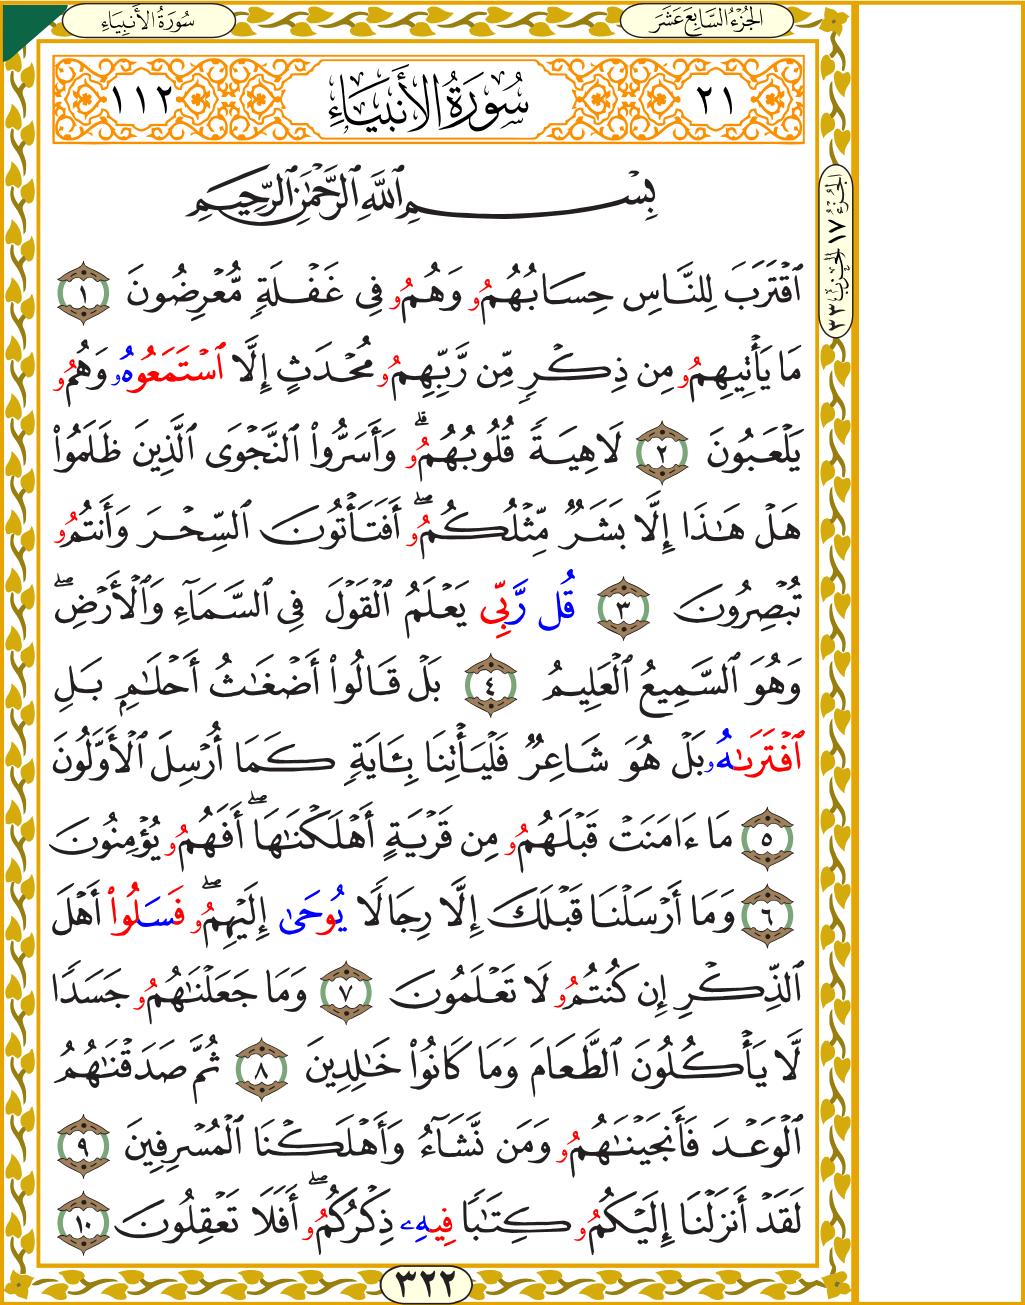 سُورَةُ الأَنبِيَاءِ
الجُزْءُ السَّابِعَ عَشَرَ
١١٢
سُورَةُ الأَنبِيَاءِ
٢١
الجُزْءُ ١٧ الحِزْبُ ٣٣
بِسْمِ ٱللَّهِ ٱلرَّحْمَٰنِ ٱلرَّحِيمِ
ٱقْتَرَبَ لِلنَّاسِ حِسَابُهُمُۥ وَهُمُۥ فِي غَفْلَةٍ مُّعْرِضُونَ ١
مَا يَأْتِيهِمُۥ مِن ذِكْرٍ مِّن رَّبِّهِمُۥ مُحْدَثٍ إِلَّا ٱسْتَمَعُوهُۥ وَهُمُۥ
يَلْعَبُونَ ٢ لَاهِيَةً قُلُوبُهُمُۥۗ وَأَسَرُّواْ ٱلنَّجْوَى ٱلَّذِينَ ظَلَمُواْ
هَلْ هَٰذَا إِلَّا بَشَرٌ مِّثْلُكُمُۥۖ أَفَتَأْتُونَ ٱلسِّحْرَ وَأَنتُمُۥ
تُبْصِرُونَ ٣ قُل رَّبِّي يَعْلَمُ ٱلْقَوْلَ فِي ٱلسَّمَآءِ وَٱلْأَرْضِۖ
وَهُوَ ٱلسَّمِيعُ ٱلْعَلِيمُ ٤ بَلْ قَالُواْ أَضْغَٰثُ أَحْلَٰمٍ بَلِ
ٱفْتَرَىٰهُۥ بَلْ هُوَ شَاعِرٌ فَلْيَأْتِنَا بِـَٔايَةٍ كَمَا أُرْسِلَ ٱلْأَوَّلُونَ
٥ مَا ءَامَنَتْ قَبْلَهُمُۥ مِن قَرْيَةٍ أَهْلَكْنَٰهَاۖ أَفَهُمُۥ يُؤْمِنُونَ
٦ وَمَا أَرْسَلْنَا قَبْلَكَ إِلَّا رِجَالًا يُوحَىٰ إِلَيْهِمُۥۖ فَسَلُواْ أَهْلَ
ٱلذِّكْرِ إِن كُنتُمُۥ لَا تَعْلَمُونَ ٧ وَمَا جَعَلْنَٰهُمُۥ جَسَدًا
لَّا يَأْكُلُونَ ٱلطَّعَامَ وَمَا كَانُواْ خَٰلِدِينَ ٨ ثُمَّ صَدَقْنَٰهُمُ
ٱلْوَعْدَ فَأَنجَيْنَٰهُمُۥ وَمَن نَّشَآءُ وَأَهْلَكْنَا ٱلْمُسْرِفِينَ ٩
لَقَدْ أَنزَلْنَا إِلَيْكُمُۥ كِتَٰبًا فِيهِۦ ذِكْرُكُمُۥۖ أَفَلَا تَعْقِلُونَ ١٠
٣٢٢